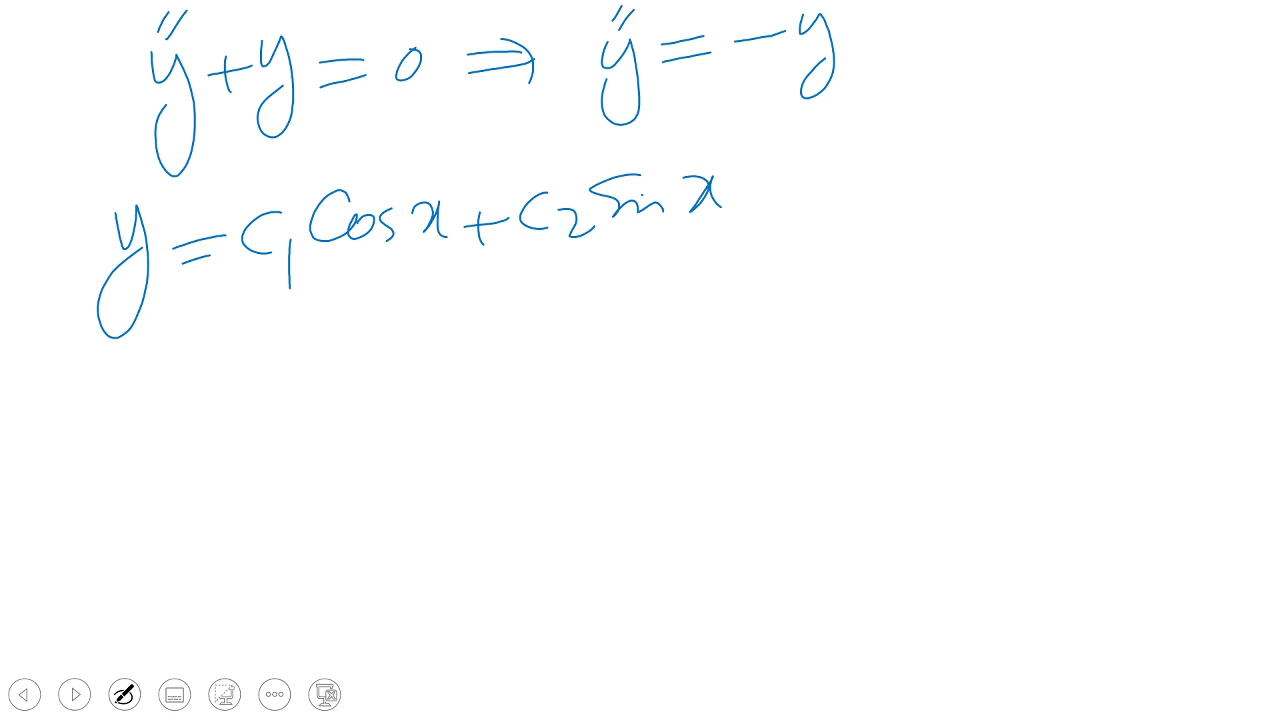 y'' + y = 0 ⇒ y'' = -y
y = C₁ Cos x + C₂ Sin x